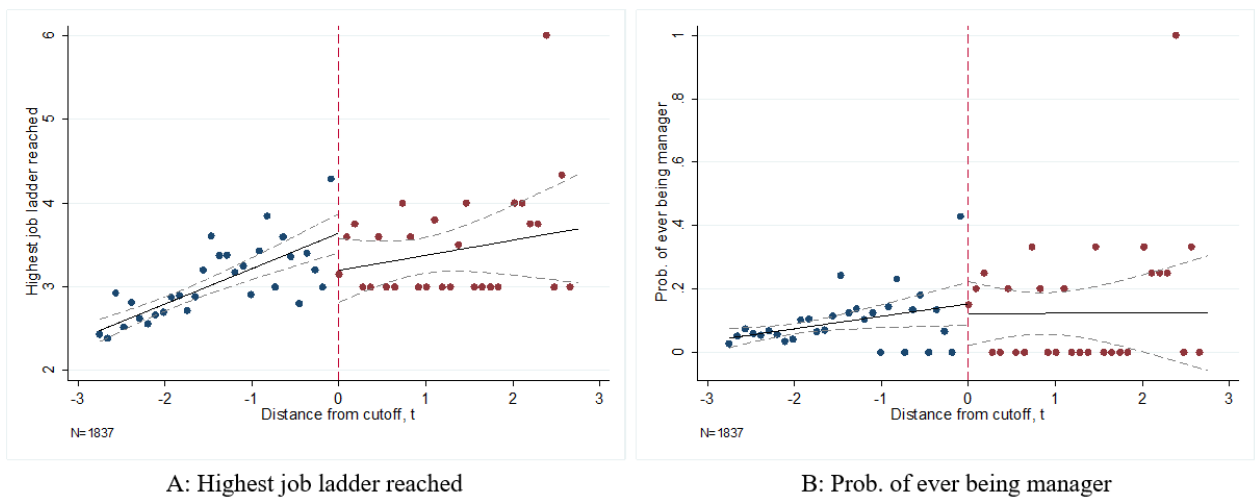 Highest job ladder reached
6
5
4
3
2
-3 -2 -1 0 1 2 3
Distance from cutoff, t
N=1837
A: Highest job ladder reached
Prob. of ever being manager
1
.8
.6
.4
.2
0
-3 -2 -1 0 1 2 3
Distance from cutoff, t
N=1837
B: Prob. of ever being manager